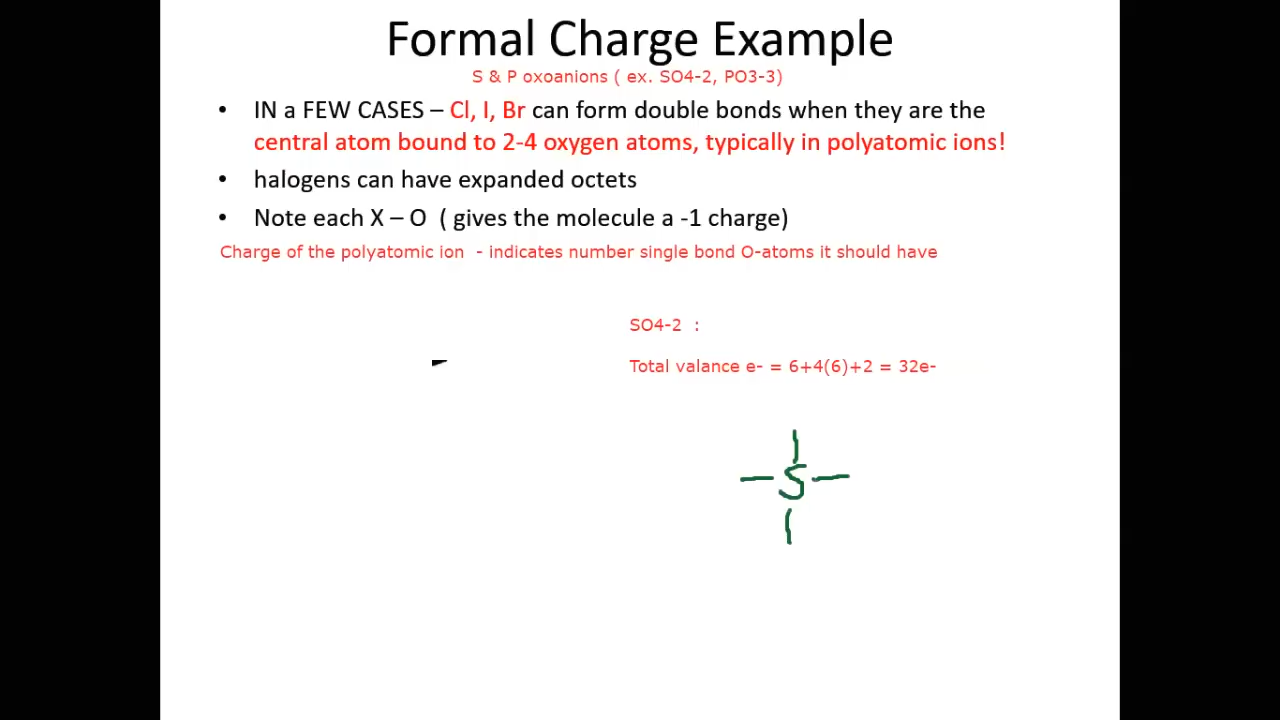 Formal Charge Example
S & P oxoanions ( ex. SO4-2, PO3-3)
• IN a FEW CASES – Cl, I, Br can form double bonds when they are the
central atom bound to 2-4 oxygen atoms, typically in polyatomic ions!
• halogens can have expanded octets
• Note each X – O ( gives the molecule a -1 charge)
Charge of the polyatomic ion - indicates number single bond O-atoms it should have
SO4-2 :
Total valance e- = 6+4(6)+2 = 32e-
S